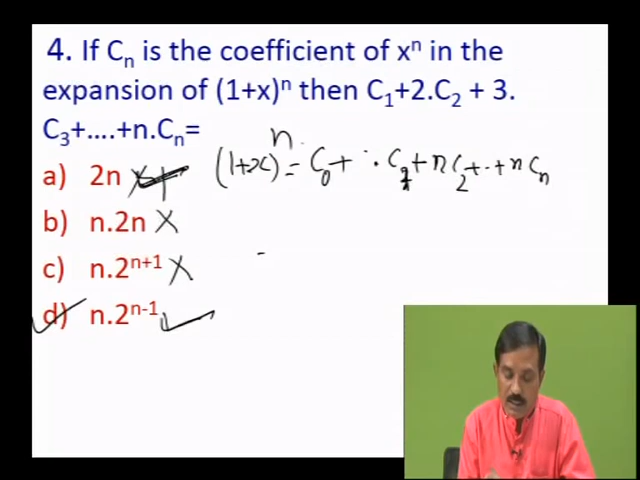 4. If Cn is the coefficient of xⁿ in the
expansion of (1+x)ⁿ then C₁+2.C₂ + 3.
C₃+....+n.Cₙ=
(1+x)ⁿ = C₀ + C₁ + nC₂ + .. + nCₙ
a) 2n
b) n.2n X
c) n.2ⁿ⁺¹ X
d) n.2ⁿ⁻¹